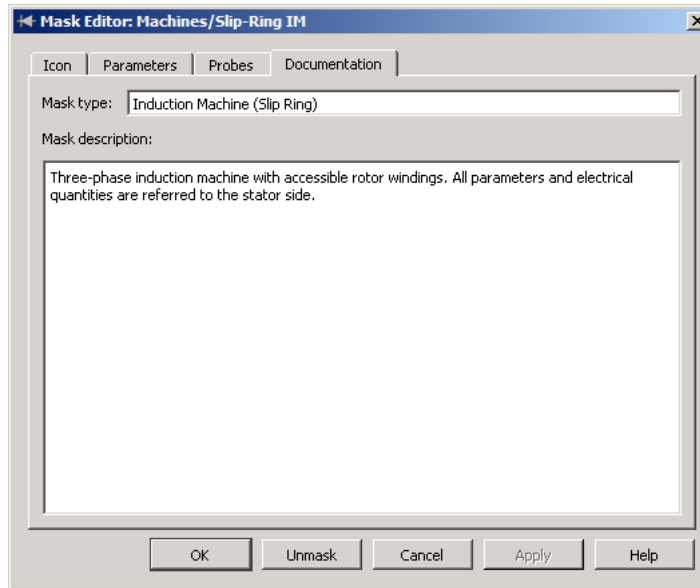 Mask Editor: Machines/Slip-Ring IM
Icon Parameters Probes Documentation
Mask type: Induction Machine (Slip Ring)
Mask description:
Three-phase induction machine with accessible rotor windings. All parameters and electrical
quantities are referred to the stator side.
OK Unmask Cancel Apply Help